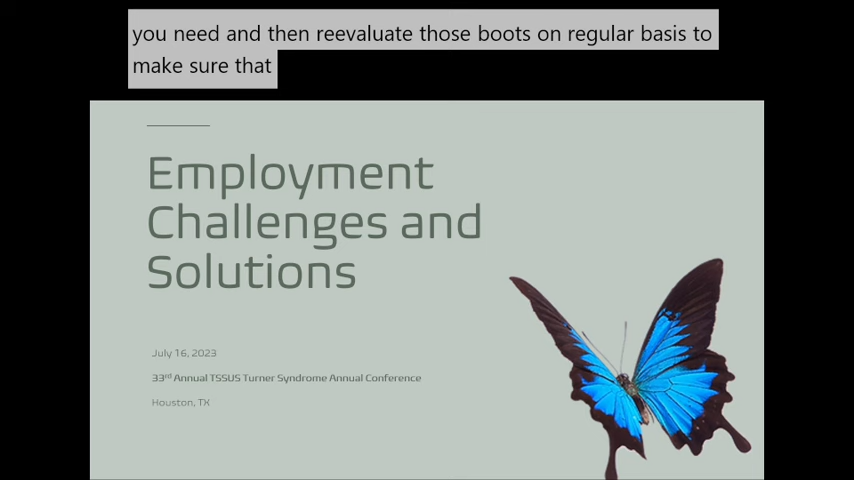 you need and then reevaluate those boots on regular basis to
make sure that
Employment
Challenges and
Solutions
July 16, 2023
33rd Annual TSSUS Turner Syndrome Annual Conference
Houston, TX